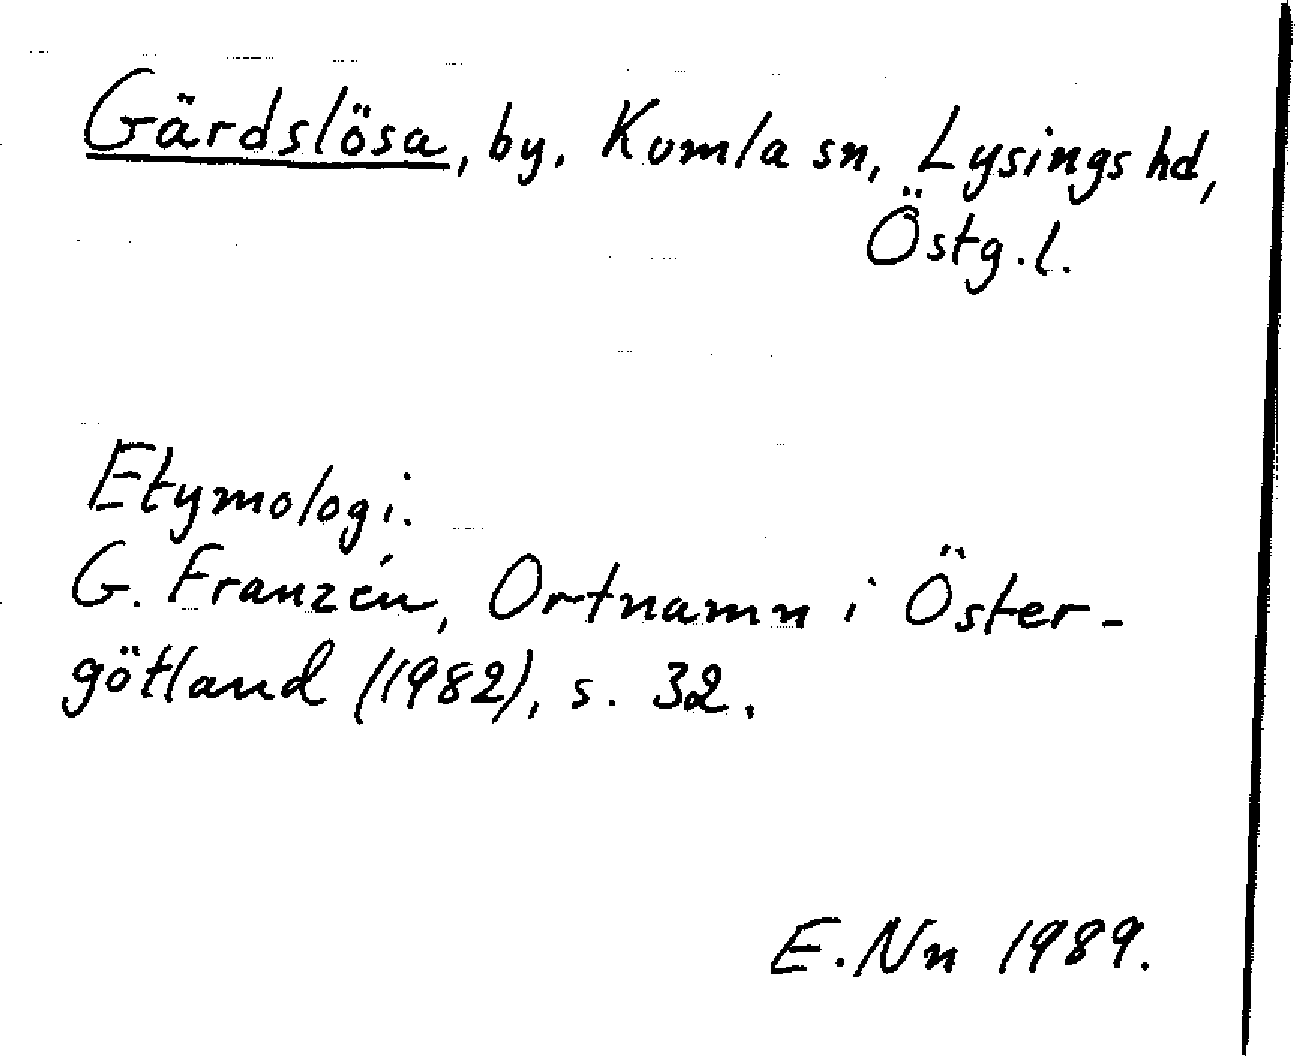 Gärdslösa, by. Kumla sn, Lysings hd,
Östg.l.
Etymologi.
G. Franzén, Ortnamn i Öster-
götland (1982), s. 32.
E.Nn 1989.